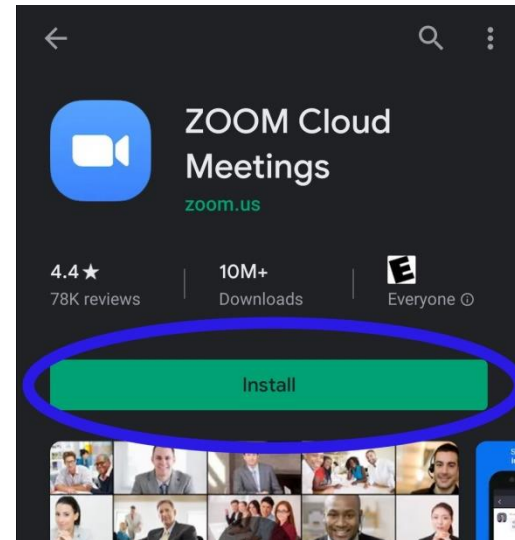 ZOOM Cloud
Meetings
zoom.us
4.4★ 10M+ E
78K reviews Downloads Everyone
Install